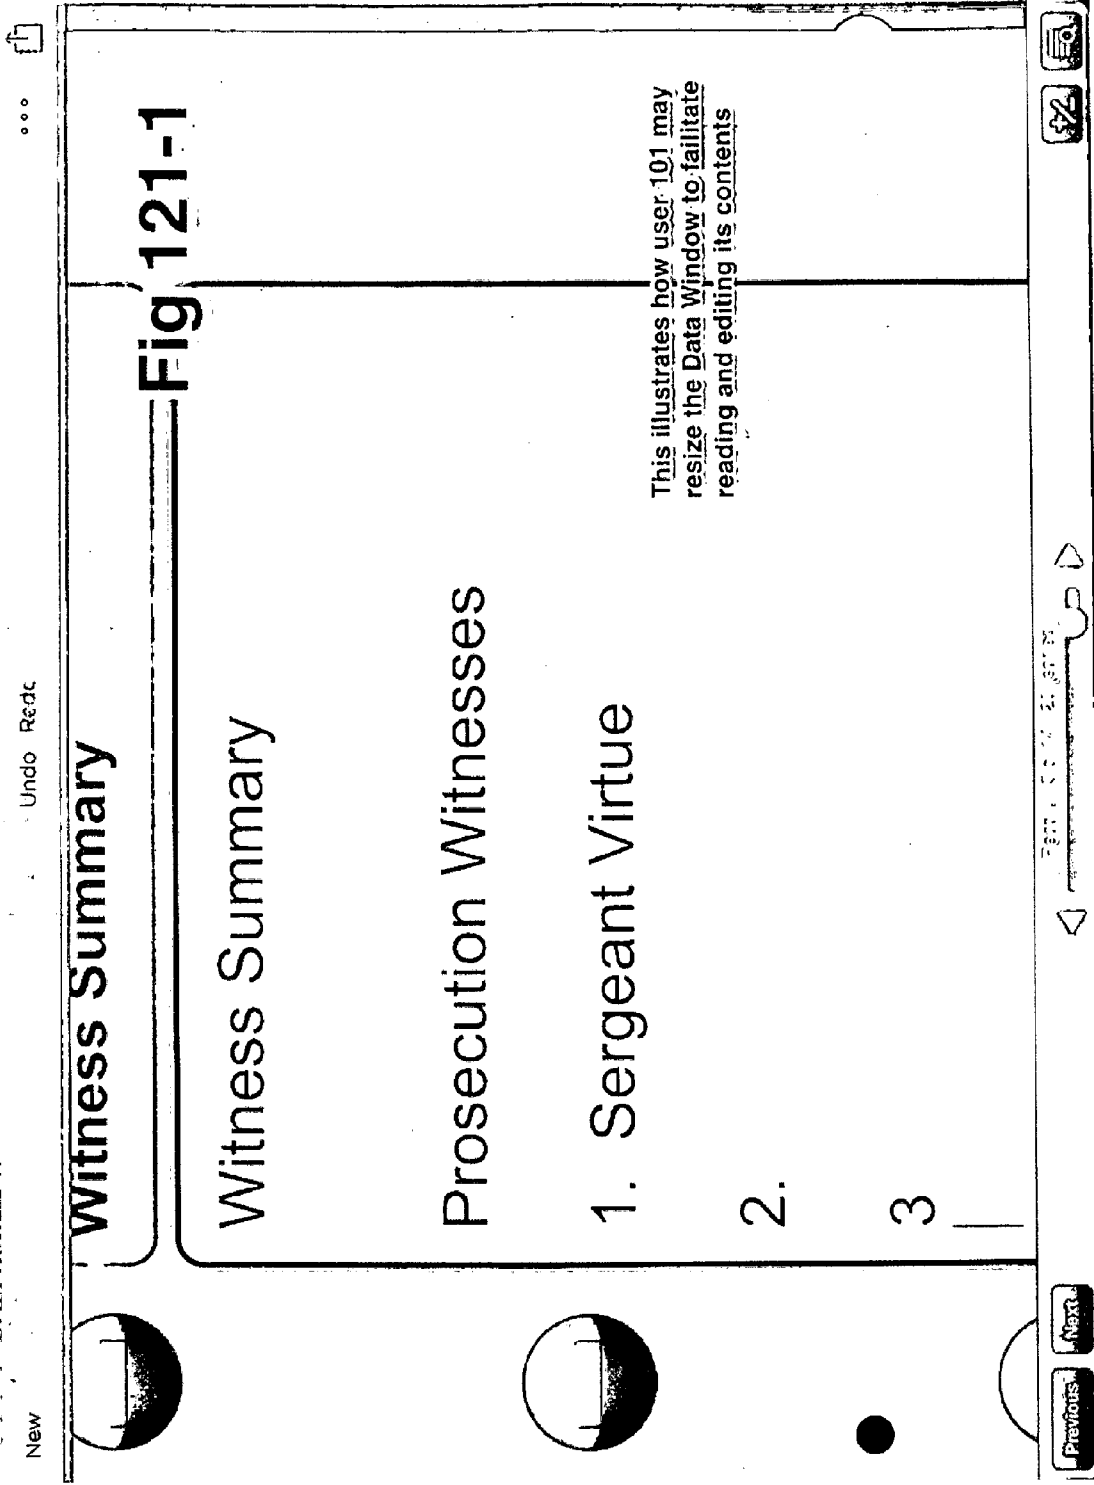 New
Undo Redo
Witness Summary
Fig 121-1
Witness Summary
Prosecution Witnesses
1. Sergeant Virtue
This illustrates how user 101 may
resize the Data Window to failitate
reading and editing its contents
2.
3
Previous
Next
+/-